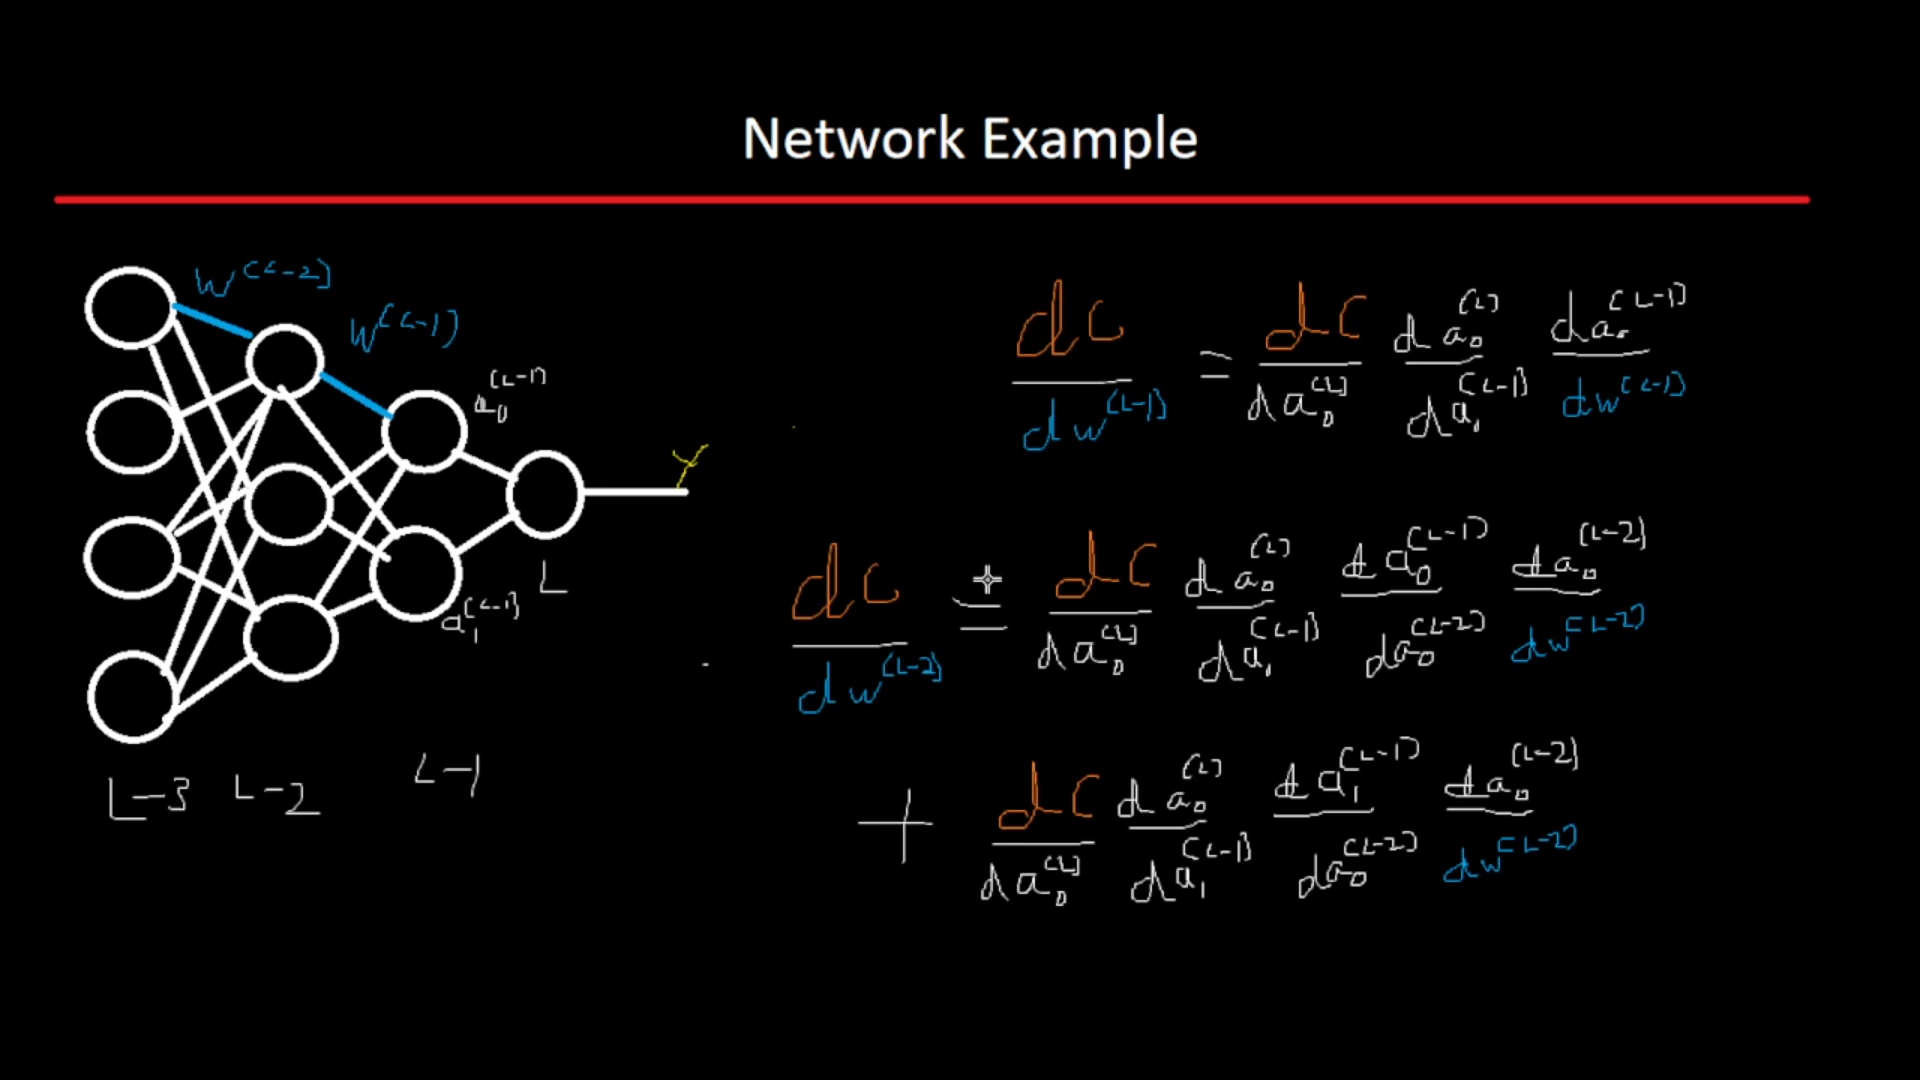 Network Example
w^(L-2)
w^(L-1)
a_0^(L-1)
Y
L
a_1^(L-1)
L-3 L-2 L-1
dC/dw^(L-1) = dC/da_0^(L) da_0^(L)/da_0^(L-1) da_0^(L-1)/dw^(L-1)
dC/dw^(L-2) = dC/da_0^(L) da_0^(L)/da_0^(L-1) da_0^(L-1)/da_0^(L-2) da_0^(L-2)/dw^(L-2)
+ dC/da_0^(L) da_0^(L)/da_1^(L-1) da_1^(L-1)/da_0^(L-2) da_0^(L-2)/dw^(L-2)